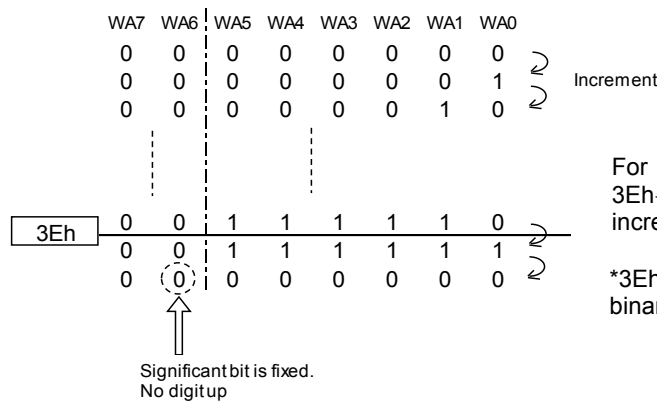 WA7 WA6 WA5 WA4 WA3 WA2 WA1 WA0
0 0 0 0 0 0 0 0
0 0 0 0 0 0 0 1
Increment
0 0 0 0 0 0 1 0
For
3Eh-
incre
3Eh
0 0 1 1 1 1 1 0
0 0 1 1 1 1 1 1
0 0 0 0 0 0 0 0
*3Eh
binar
Significant bit is fixed.
No digit up